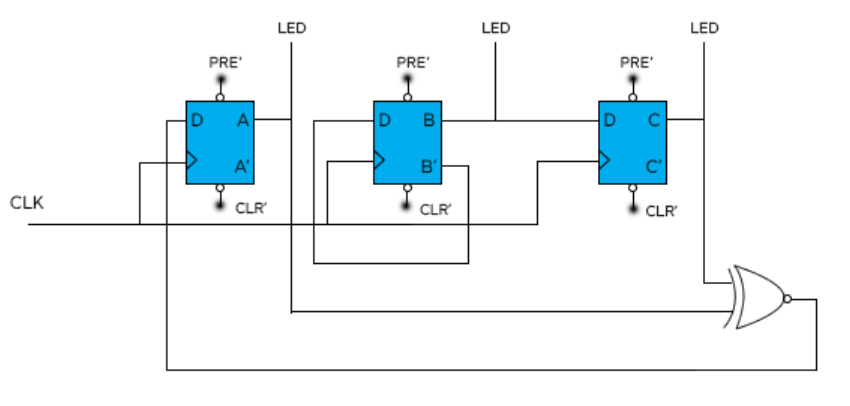 LED LED LED
PRE' PRE' PRE'
D A D B D C
A' B' C'
CLK
CLR' CLR' CLR'